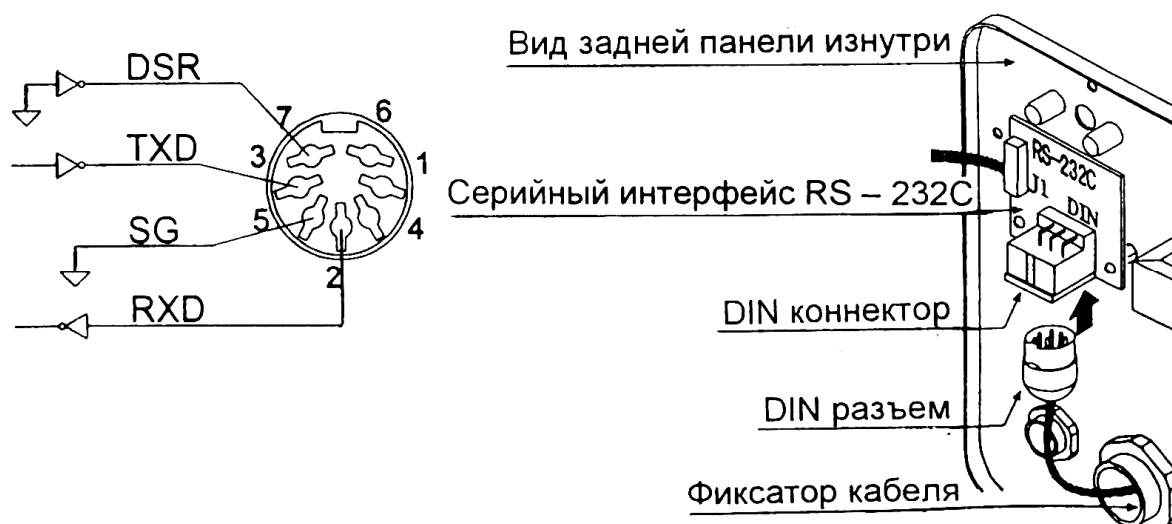 DSR
TXD
SG
RXD
7
6
3
1
5
4
2
Вид задней панели изнутри
RS-232C
J1
DIN
Серийный интерфейс RS – 232C
DIN коннектор
DIN разъем
Фиксатор кабеля